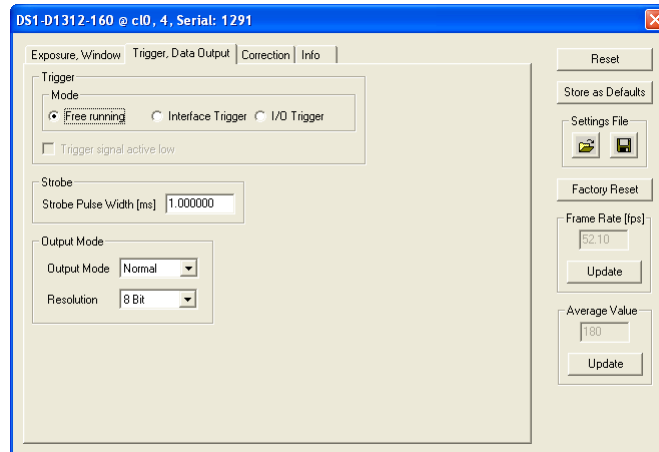 DS1-D1312-160 @ cl0, 4, Serial: 1291
Exposure, Window
Trigger, Data Output
Correction
Info
Trigger
Mode
Free running
Interface Trigger
I/O Trigger
Trigger signal active low
Strobe
Strobe Pulse Width [ms]
1.000000
Output Mode
Output Mode
Normal
Resolution
8 Bit
Reset
Store as Defaults
Settings File
Factory Reset
Frame Rate [fps]
52.10
Update
Average Value
180
Update